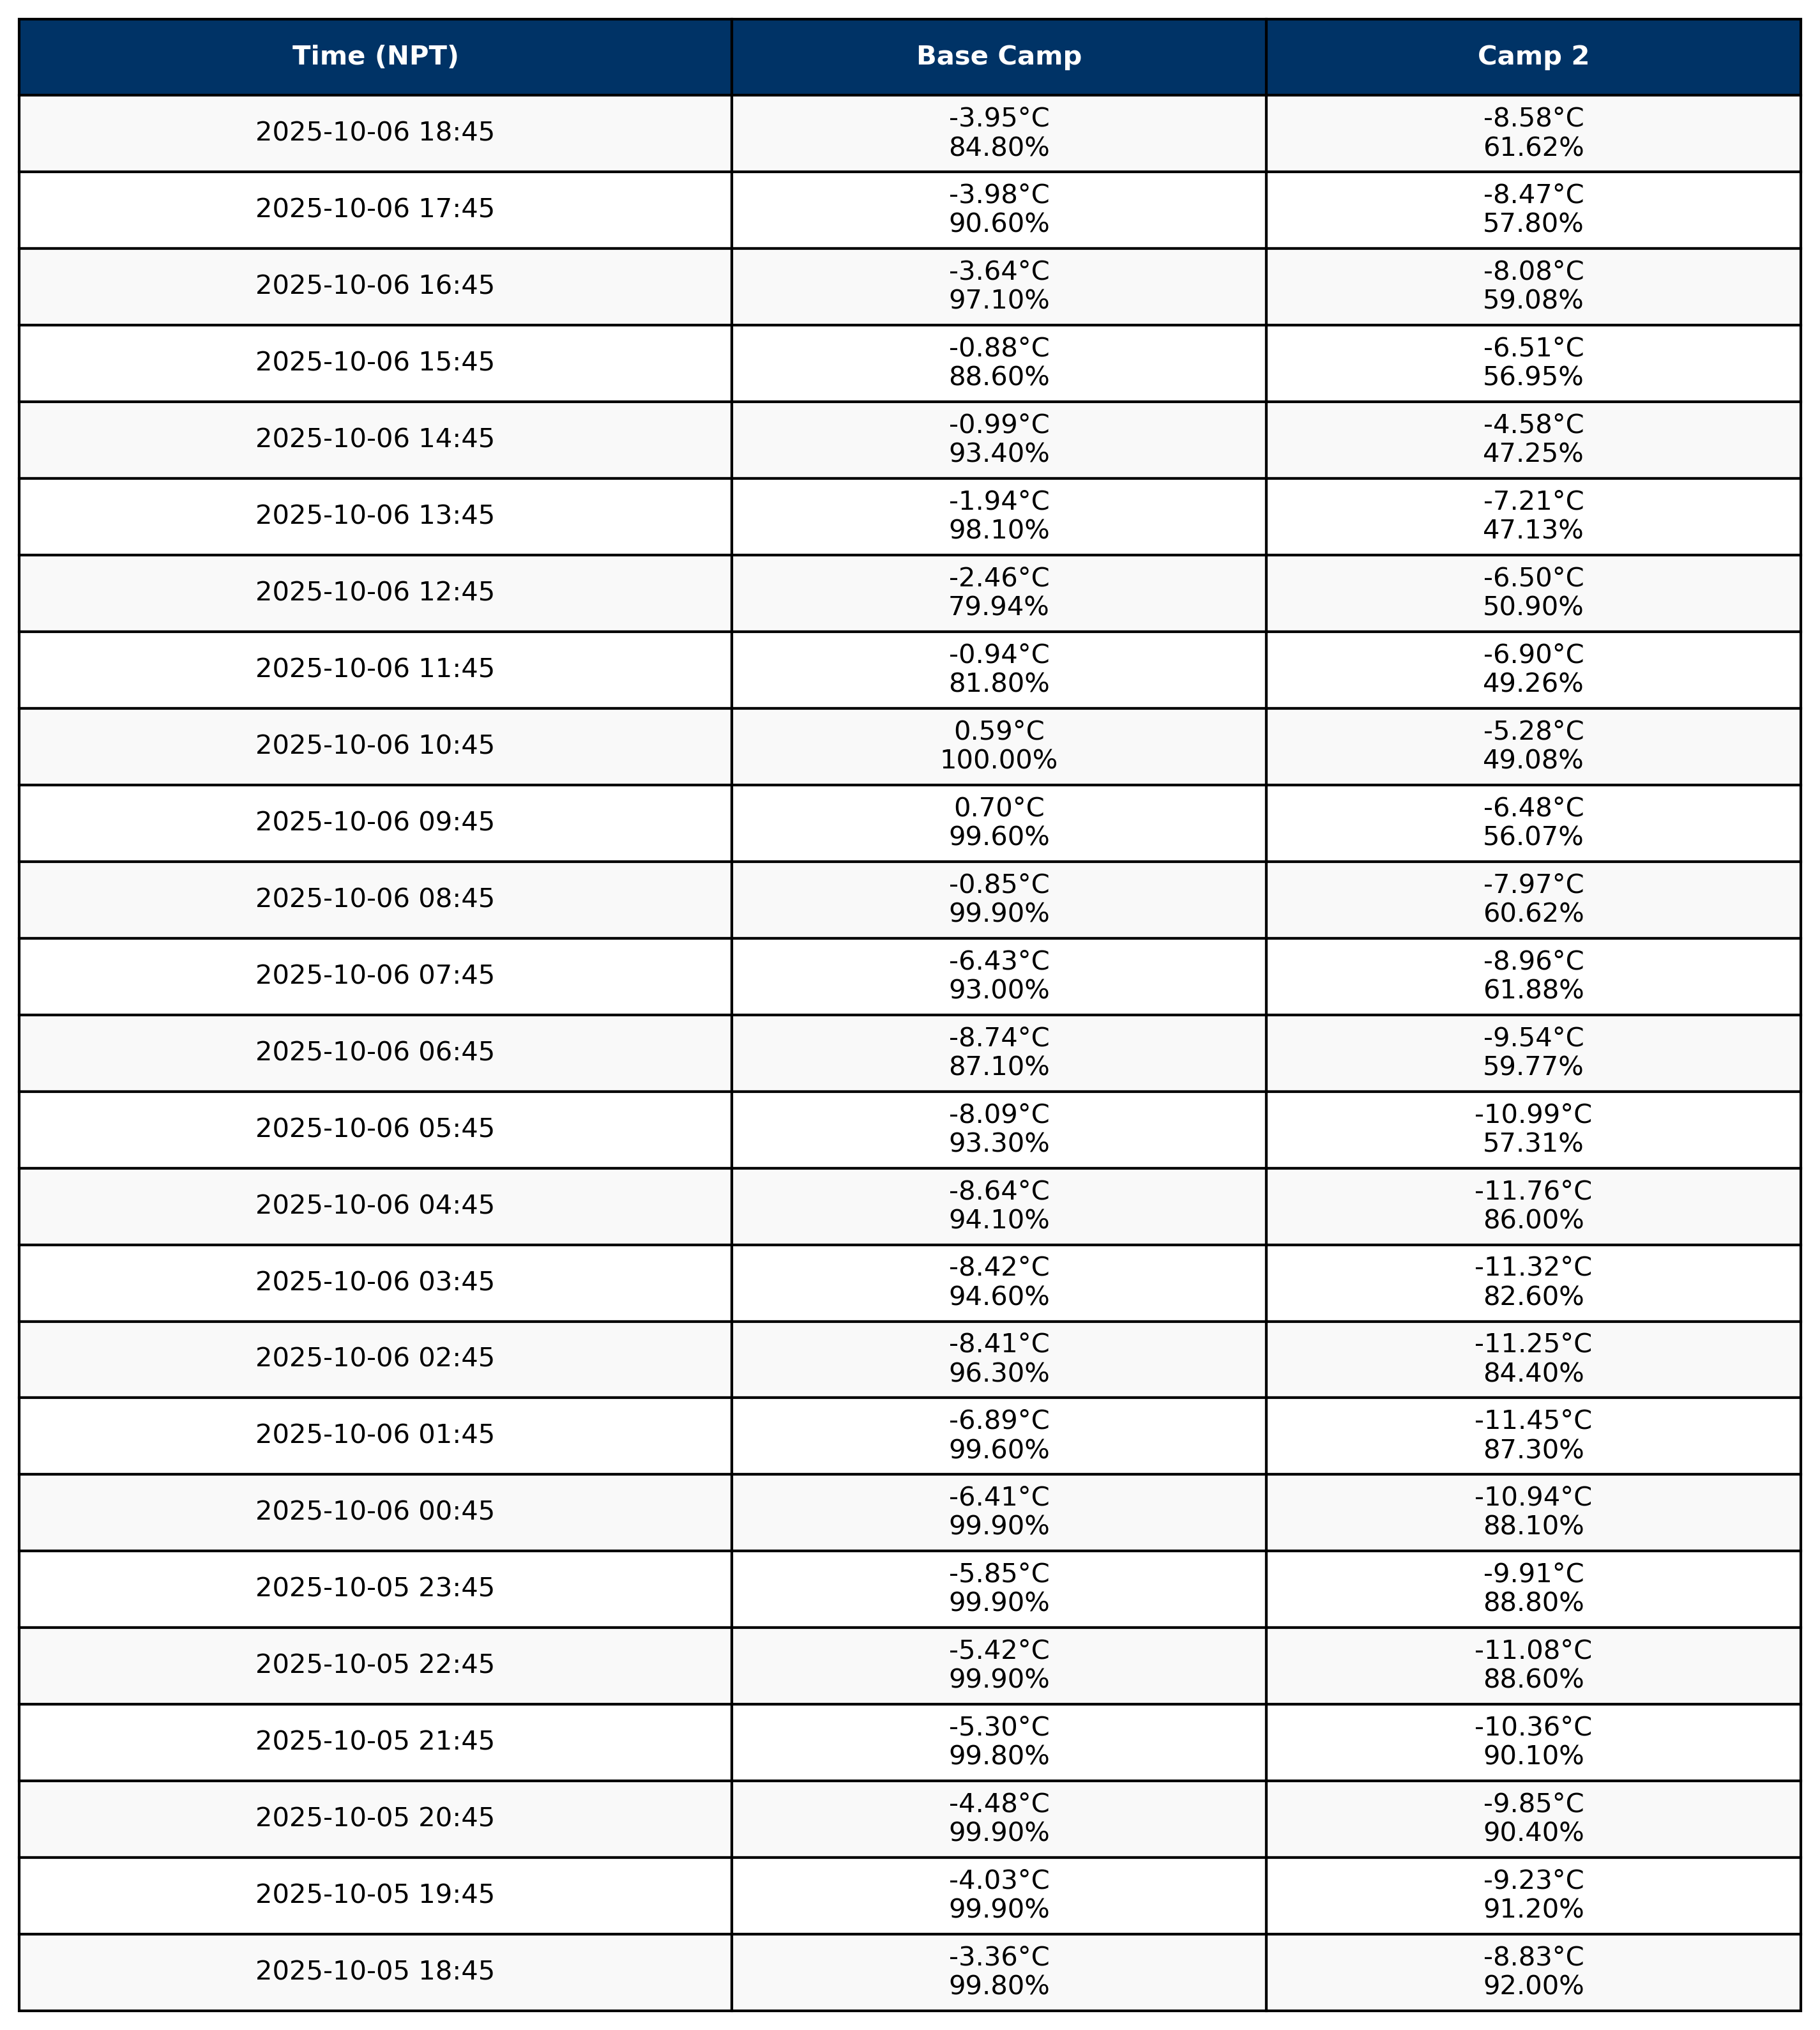 Time (NPT) Base Camp Camp 2
2025-10-06 18:45 -3.95°C -8.58°C
84.80% 61.62%
2025-10-06 17:45 -3.98°C -8.47°C
90.60% 57.80%
2025-10-06 16:45 -3.64°C -8.08°C
97.10% 59.08%
2025-10-06 15:45 -0.88°C -6.51°C
88.60% 56.95%
2025-10-06 14:45 -0.99°C -4.58°C
93.40% 47.25%
2025-10-06 13:45 -1.94°C -7.21°C
98.10% 47.13%
2025-10-06 12:45 -2.46°C -6.50°C
79.94% 50.90%
2025-10-06 11:45 -0.94°C -6.90°C
81.80% 49.26%
2025-10-06 10:45 0.59°C -5.28°C
100.00% 49.08%
2025-10-06 09:45 0.70°C -6.48°C
99.60% 56.07%
2025-10-06 08:45 -0.85°C -7.97°C
99.90% 60.62%
2025-10-06 07:45 -6.43°C -8.96°C
93.00% 61.88%
2025-10-06 06:45 -8.74°C -9.54°C
87.10% 59.77%
2025-10-06 05:45 -8.09°C -10.99°C
93.30% 57.31%
2025-10-06 04:45 -8.64°C -11.76°C
94.10% 86.00%
2025-10-06 03:45 -8.42°C -11.32°C
94.60% 82.60%
2025-10-06 02:45 -8.41°C -11.25°C
96.30% 84.40%
2025-10-06 01:45 -6.89°C -11.45°C
99.60% 87.30%
2025-10-06 00:45 -6.41°C -10.94°C
99.90% 88.10%
2025-10-05 23:45 -5.85°C -9.91°C
99.90% 88.80%
2025-10-05 22:45 -5.42°C -11.08°C
99.90% 88.60%
2025-10-05 21:45 -5.30°C -10.36°C
99.80% 90.10%
2025-10-05 20:45 -4.48°C -9.85°C
99.90% 90.40%
2025-10-05 19:45 -4.03°C -9.23°C
99.90% 91.20%
2025-10-05 18:45 -3.36°C -8.83°C
99.80% 92.00%